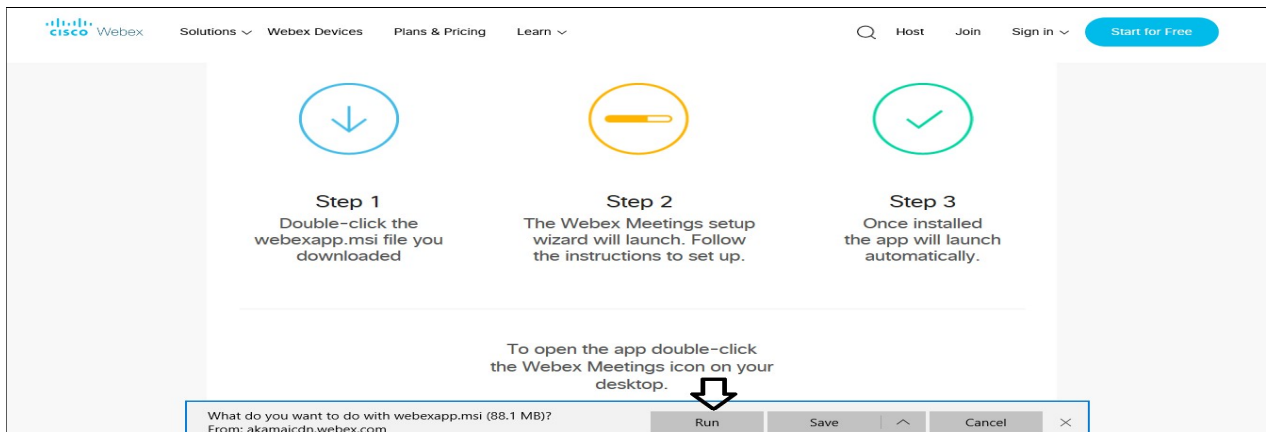 CISCO Webex
Solutions
Webex Devices
Plans & Pricing
Learn
Host
Join
Sign in
Start for Free
Step 1
Double-click the
webexapp.msi file you
downloaded
Step 2
The Webex Meetings setup
wizard will launch. Follow
the instructions to set up.
Step 3
Once installed
the app will launch
automatically.
To open the app double-click
the Webex Meetings icon on your
desktop.
What do you want to do with webexapp.msi (88.1 MB)?
From: akamaicdn.webex.com
Run
Save
Cancel